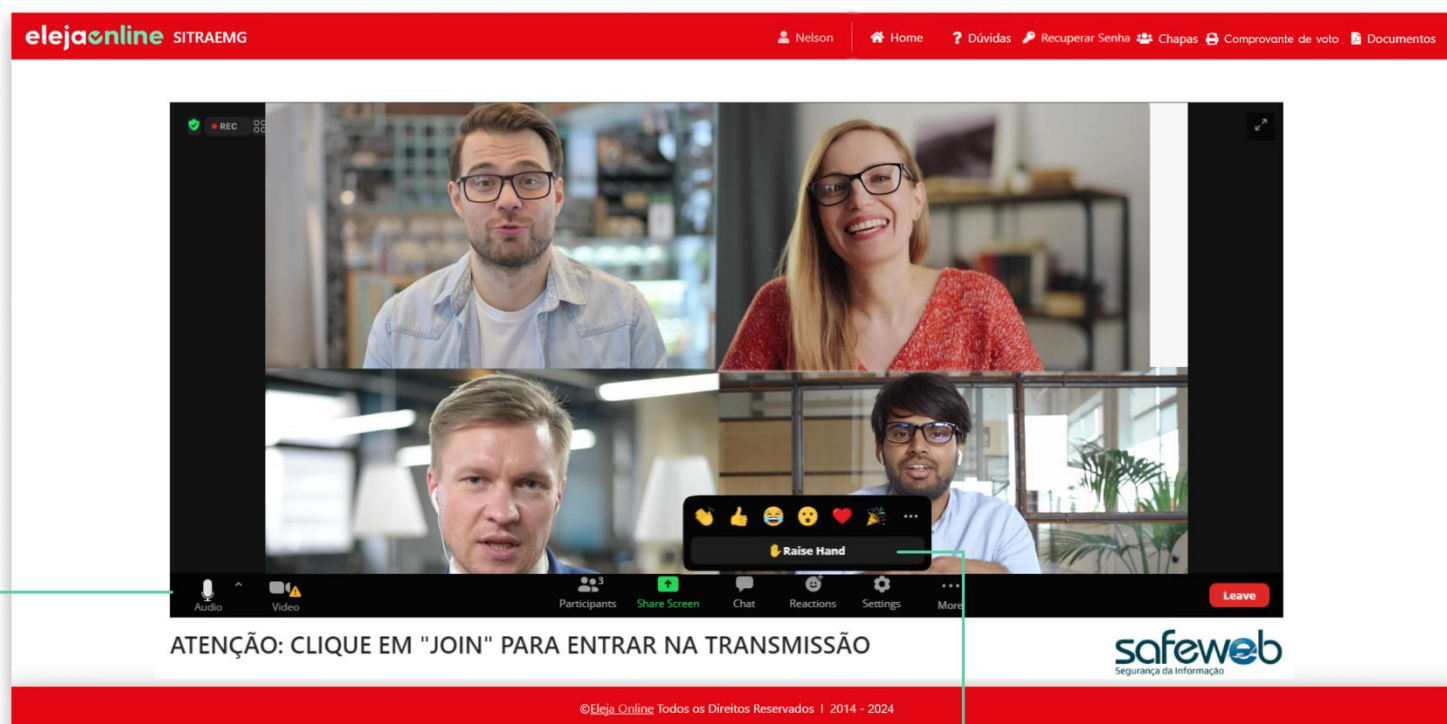 elejaonline SITRAEMG
Nelson Home ? Dúvidas Recuperar Senha Chapas Comprovante de voto Documentos
REC
Raise Hand
3
Audio Video Participants Share Screen Chat Reactions Settings More Leave
ATENÇÃO: CLIQUE EM "JOIN" PARA ENTRAR NA TRANSMISSÃO
safeweb
Segurança da Informação
©Eleja Online Todos os Direitos Reservados | 2014 - 2024